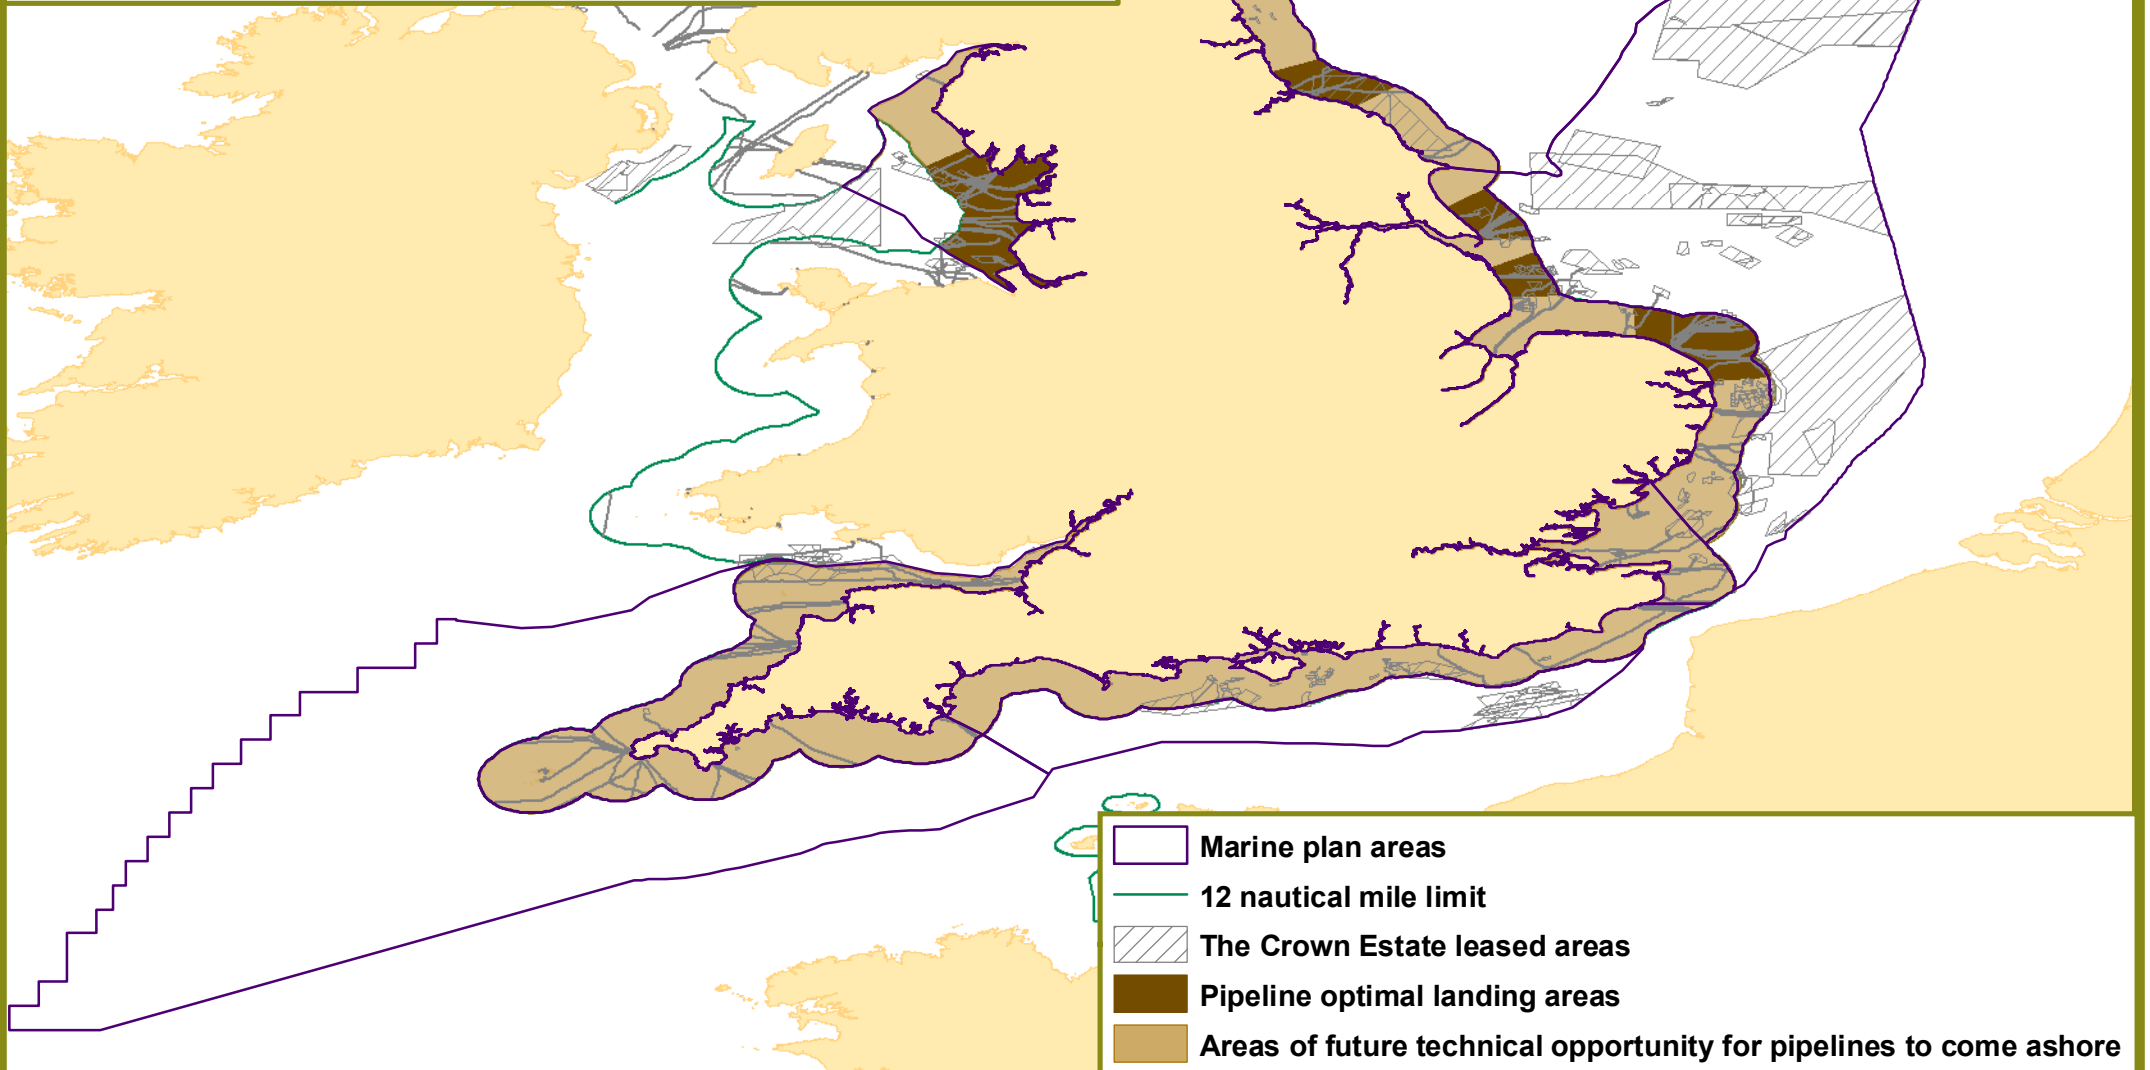 Marine plan areas
12 nautical mile limit
The Crown Estate leased areas
Pipeline optimal landing areas
Areas of future technical opportunity for pipelines to come ashore